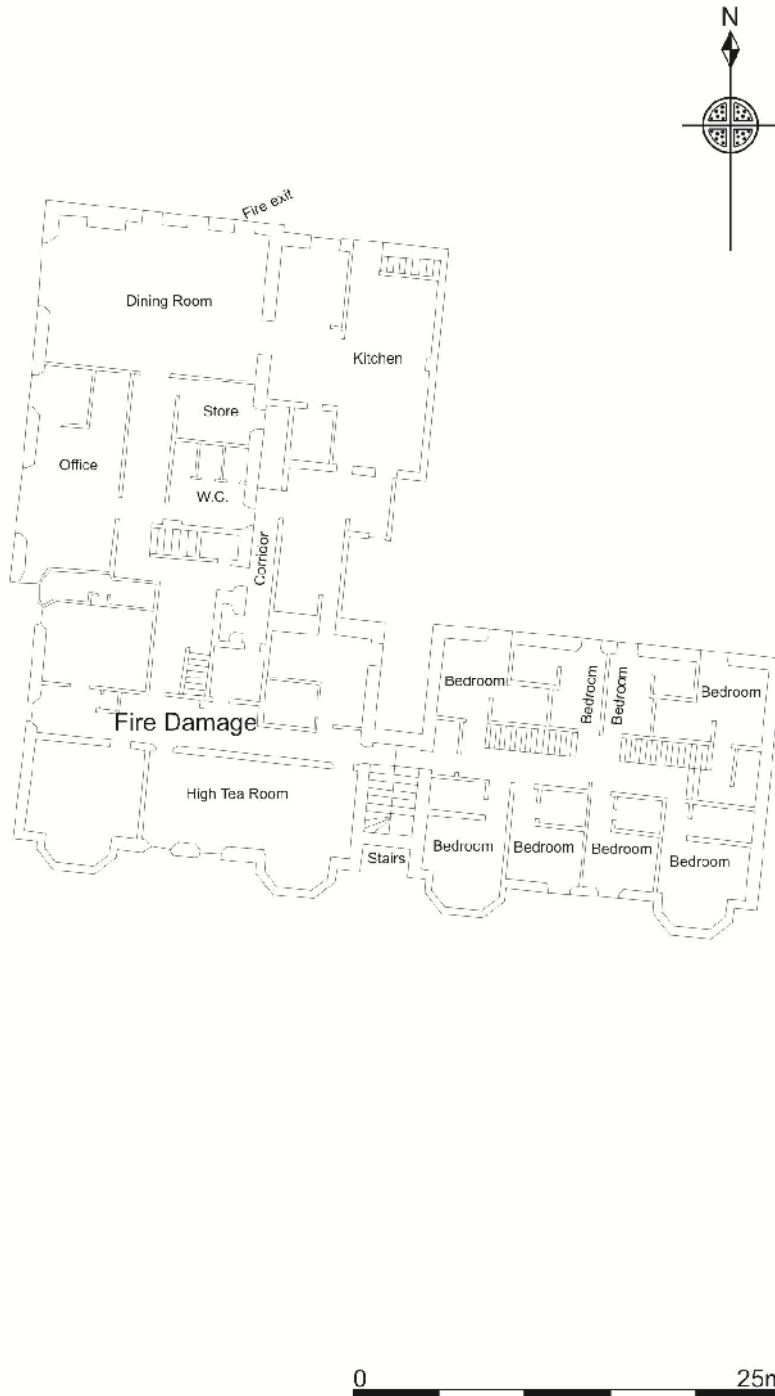 N
Fire exit
Dining Room
Kitchen
Store
Office
W.C.
Corridor
Bedroom
Bedroom
Bedroom
Bedroom
Fire Damage
High Tea Room
Stairs
Bedroom
Bedroom
Bedroom
Bedroom
0
25m